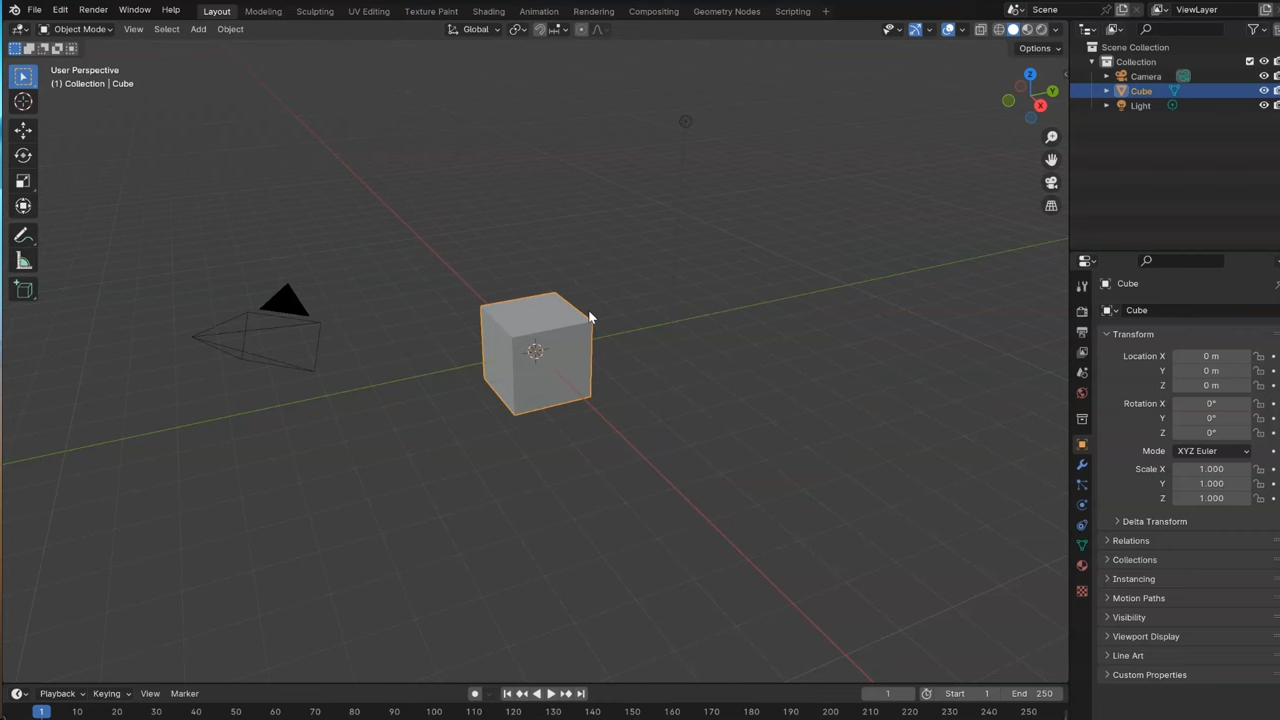 File Edit Render Window Help Layout Modeling Sculpting UV Editing Texture Paint Shading Animation Rendering Compositing Geometry Nodes Scripting + Scene ViewLayer
Object Mode View Select Add Object Global
Options
User Perspective
(1) Collection | Cube
Z
Y
X
Scene Collection
Collection
Camera
Cube
Light
Cube
Cube
Transform
Location X 0 m
Y 0 m
Z 0 m
Rotation X 0°
Y 0°
Z 0°
Mode XYZ Euler
Scale X 1.000
Y 1.000
Z 1.000
Delta Transform
Relations
Collections
Instancing
Motion Paths
Visibility
Viewport Display
Line Art
Custom Properties
Playback Keying View Marker 1 Start 1 End 250
1 10 20 30 40 50 60 70 80 90 100 110 120 130 140 150 160 170 180 190 200 210 220 230 240 250